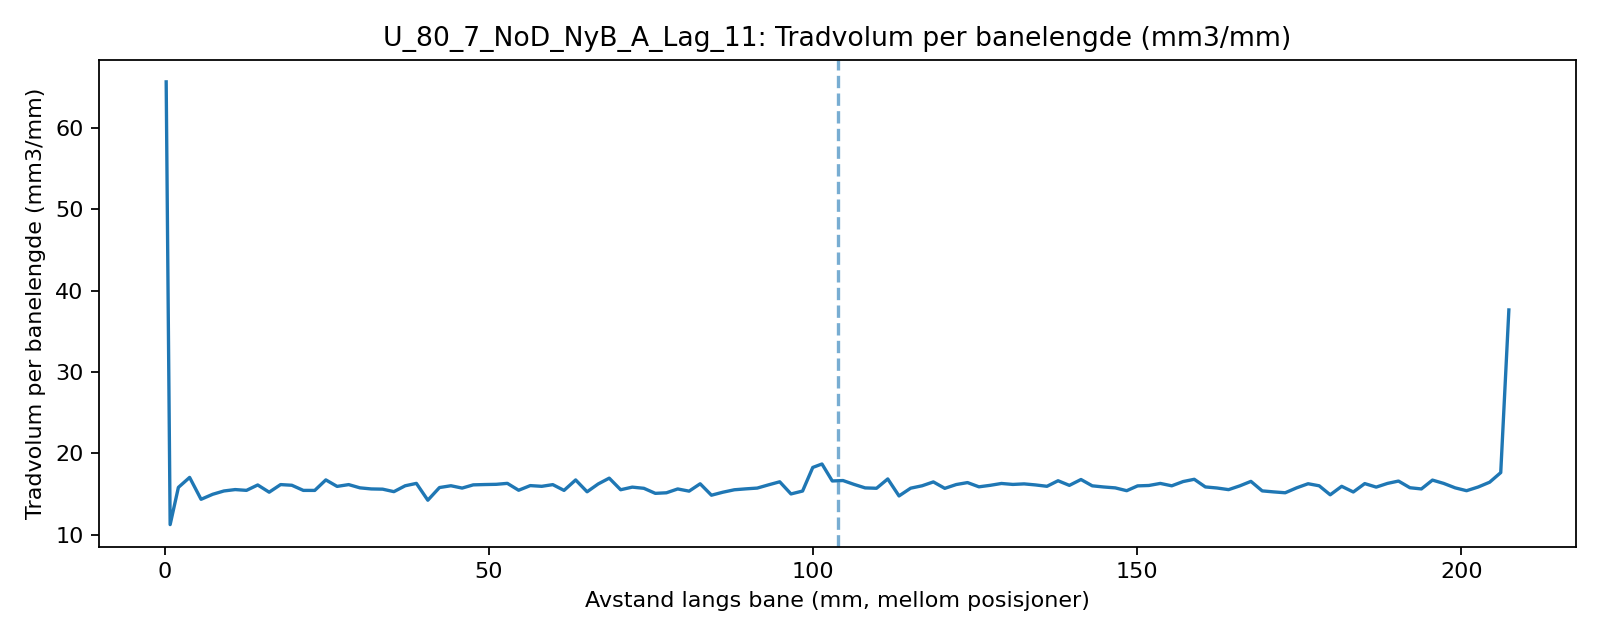 U_80_7_NoD_NyB_A_Lag_11: Tradvolum per banelengde (mm3/mm)
Tradvolum per banelengde (mm3/mm)
60
50
40
30
20
10
0 50 100 150 200
Avstand langs bane (mm, mellom posisjoner)